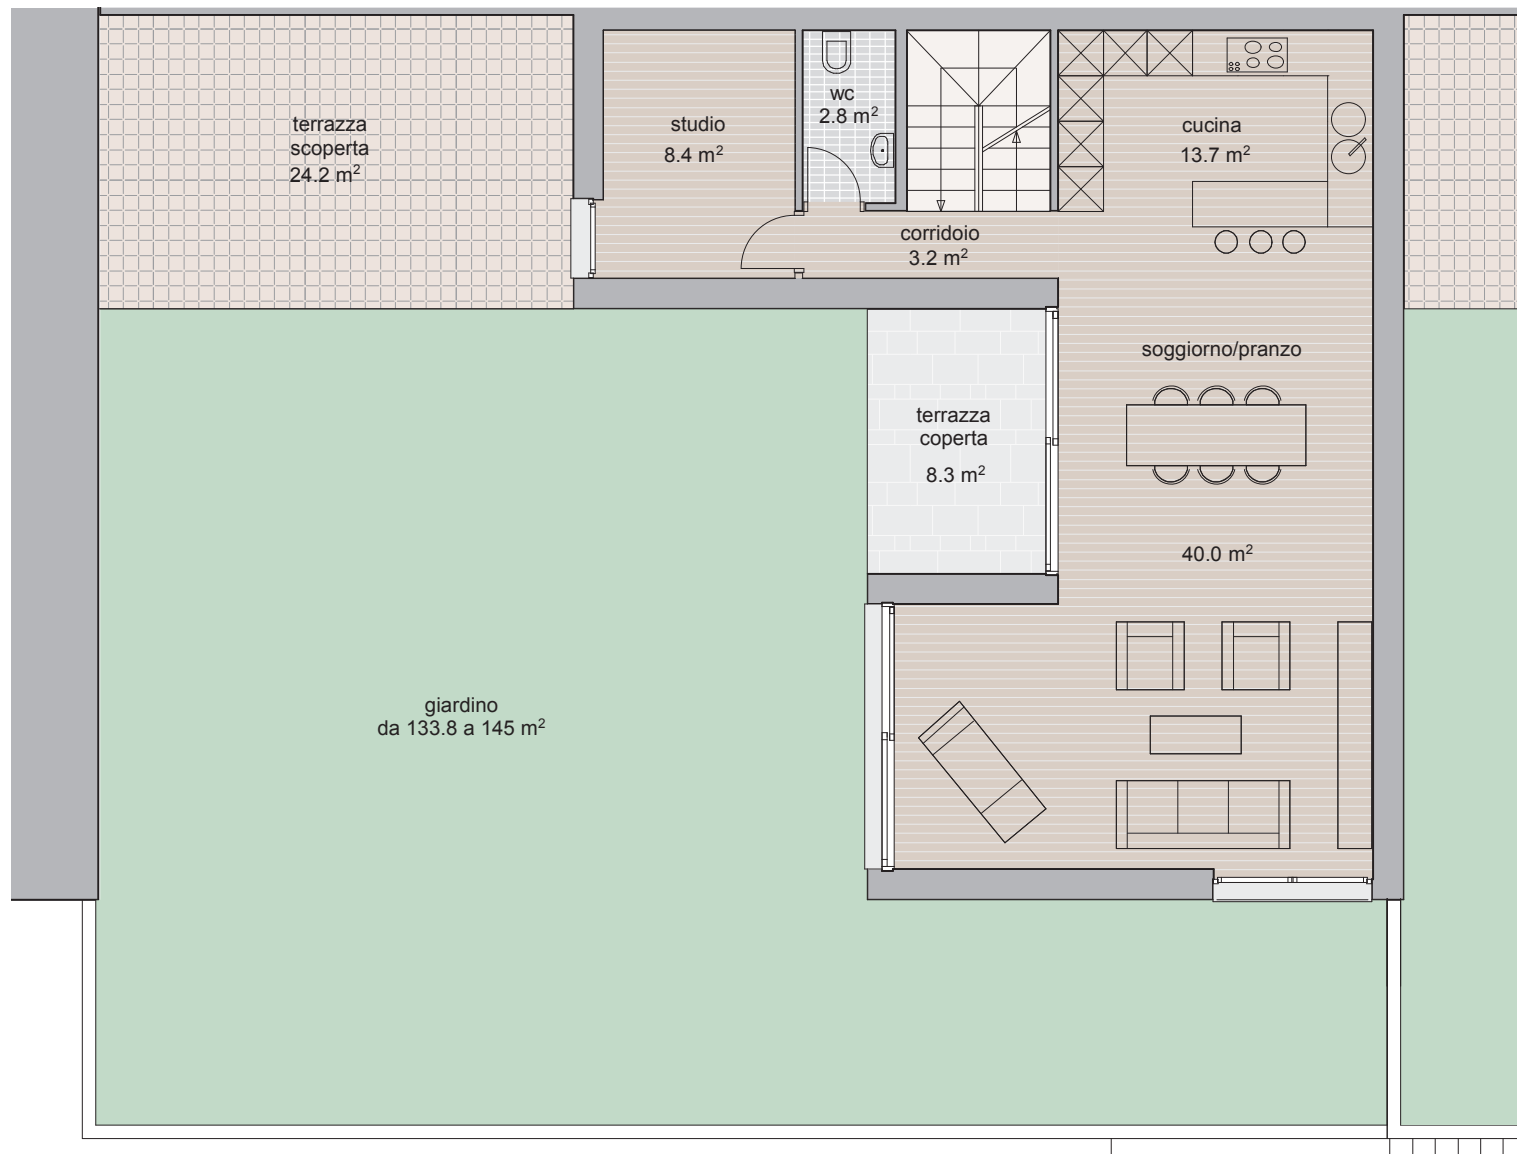 terrazza
scoperta
24.2 m²
studio
8.4 m²
wc
2.8 m²
cucina
13.7 m²
corridoio
3.2 m²
soggiorno/pranzo
terrazza
coperta
8.3 m²
40.0 m²
giardino
da 133.8 a 145 m²